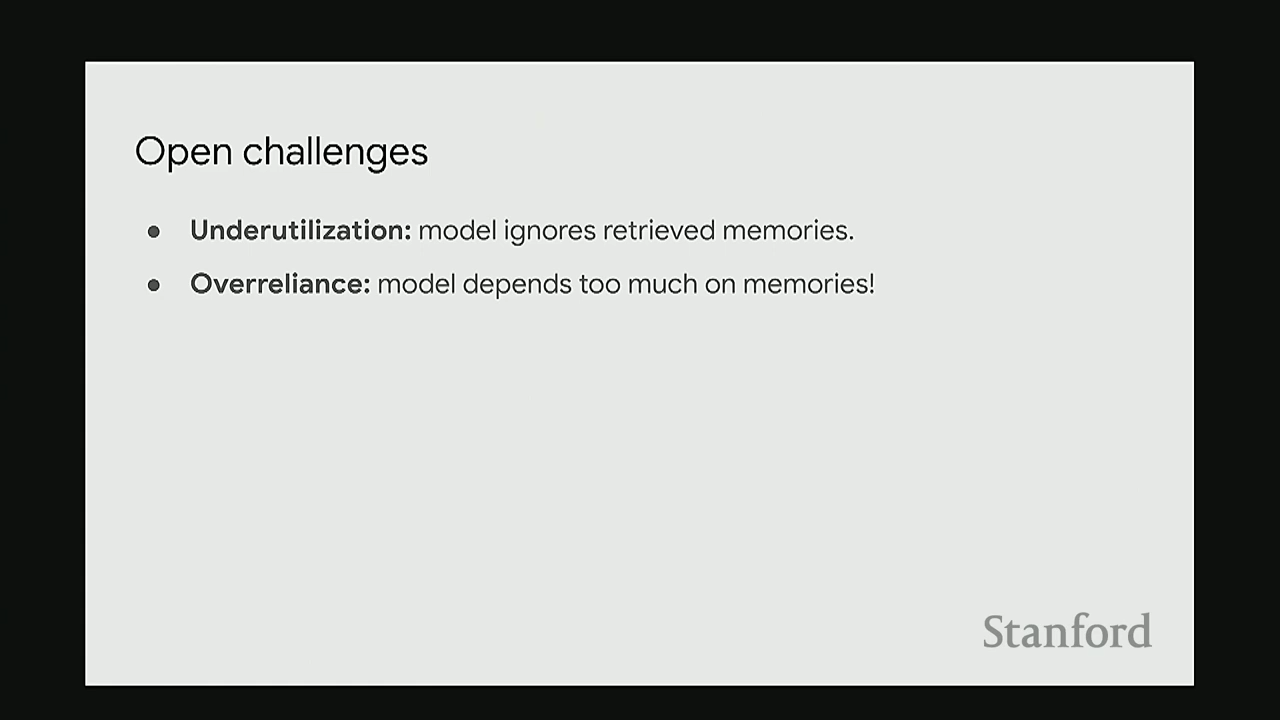 Open challenges
● Underutilization: model ignores retrieved memories.
● Overreliance: model depends too much on memories!
Stanford